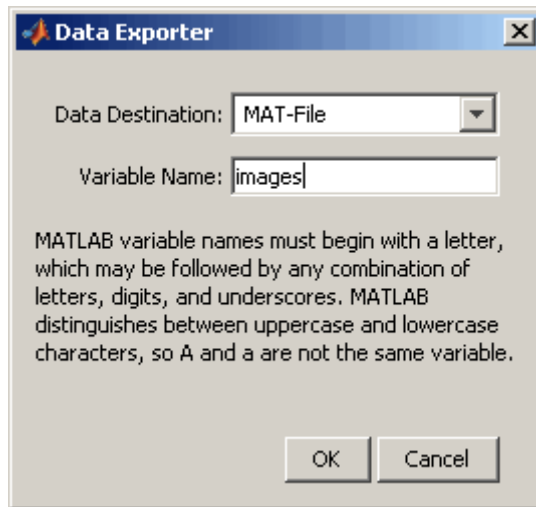 Data Exporter
Data Destination: MAT-File
Variable Name: images
MATLAB variable names must begin with a letter,
which may be followed by any combination of
letters, digits, and underscores. MATLAB
distinguishes between uppercase and lowercase
characters, so A and a are not the same variable.
OK Cancel